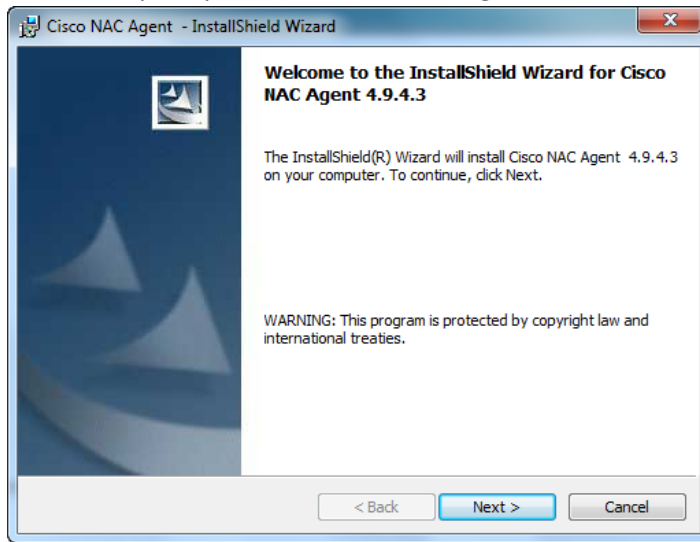 Cisco NAC Agent - InstallShield Wizard
Welcome to the InstallShield Wizard for Cisco
NAC Agent 4.9.4.3
The InstallShield(R) Wizard will install Cisco NAC Agent 4.9.4.3
on your computer. To continue, click Next.
WARNING: This program is protected by copyright law and
international treaties.
< Back Next > Cancel